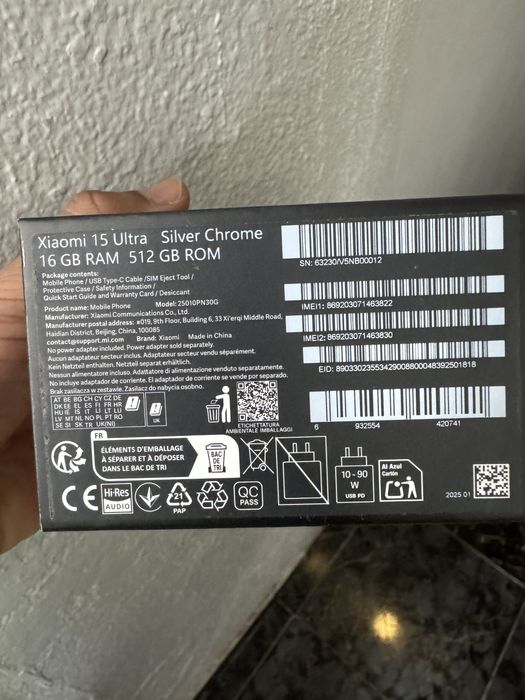 Xiaomi 15 Ultra Silver Chrome
16 GB RAM 512 GB ROM
Package contents:
Mobile Phone / USB Type-C Cable /SIM Eject Tool /
Protective Case / Safety Information /
Quick Start Guide and Warranty Card / Desiccant
Product name: Mobile Phone Model: 25010PN30G
Manufacturer: Xiaomi Communications Co., Ltd.
Manufacturer postal address: #019, 9th Floor, Building 6, 33 Xi'erqi Middle Road,
Haidian District, Beijing, China, 100085
contact@support.mi.com Brand: Xiaomi Made in China
No power adapter included. Power adapter sold separately.
Aucun adaptateur secteur inclus. Adaptateur secteur vendu séparément.
Kein Netzteil enthalten. Netzteil separat erhältlich.
Nessun alimentatore incluso. Adattatore di alimentazione venduto separatamente.
No incluye adaptador de corriente. El adaptador de corriente se vende por separado.
Brak zasilacza w zestawie. Zasilacz do nabycia osobno.
SN: 63230/V5NB00012
IMEI1: 869203071463822
IMEI2: 869203071463830
EID: 89033023553429008800048392501818
6 932554 420741
AT BE BG CH CY CZ DE
DK EE EL ES FI FR HR
HU IE IS IT LI LT LU
LV MT NL NO PL PT RO
SE SI SK TR UK(NI)
UK
ETICHETTATURA
AMBIENTALE IMBALLAGGI
FR
ÉLÉMENTS D'EMBALLAGE
À SÉPARER ET À DÉPOSER
DANS LE BAC DE TRI
BAC
DE
TRI
10 - 90
W
USB PD
Al Azul
Cartón
CE
Hi-Res
AUDIO
21
PAP
QC
PASS
2025 01